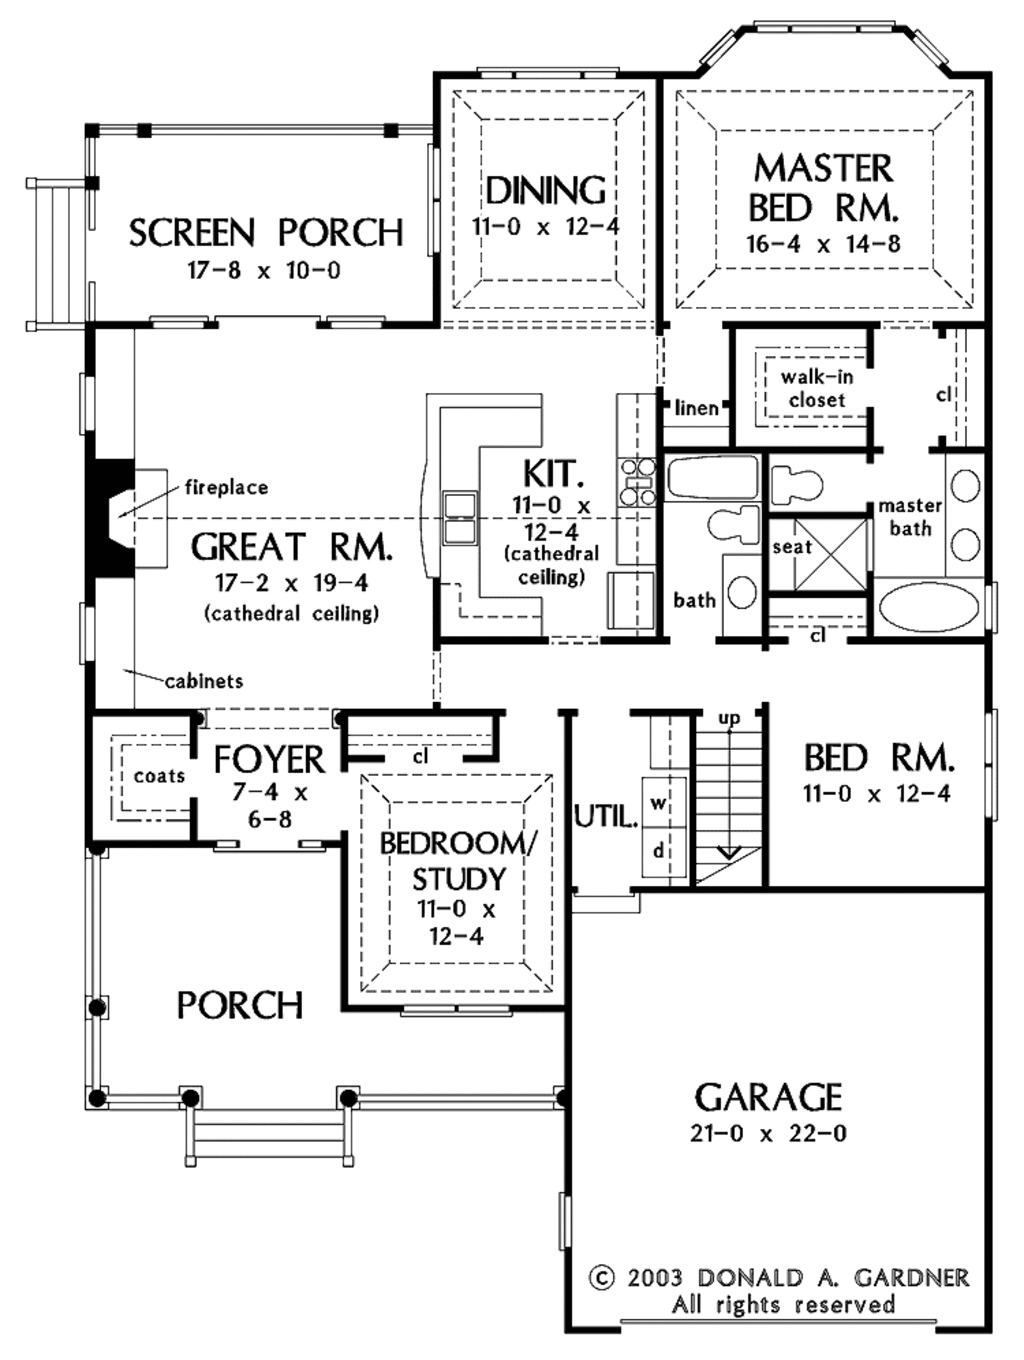 MASTER
BED RM.
16-4 x 14-8
DINING
11-0 x 12-4
SCREEN PORCH
17-8 x 10-0
walk-in
closet
cl
linen
KIT.
11-0 x
12-4
(cathedral
ceiling)
fireplace
GREAT RM.
17-2 x 19-4
(cathedral ceiling)
master
bath
seat
bath
cl
cabinets
up
FOYER
7-4 x
6-8
coats
cl
BED RM.
11-0 x 12-4
UTIL.
w
d
BEDROOM/
STUDY
11-0 x
12-4
PORCH
GARAGE
21-0 x 22-0
© 2003 DONALD A. GARDNER
All rights reserved